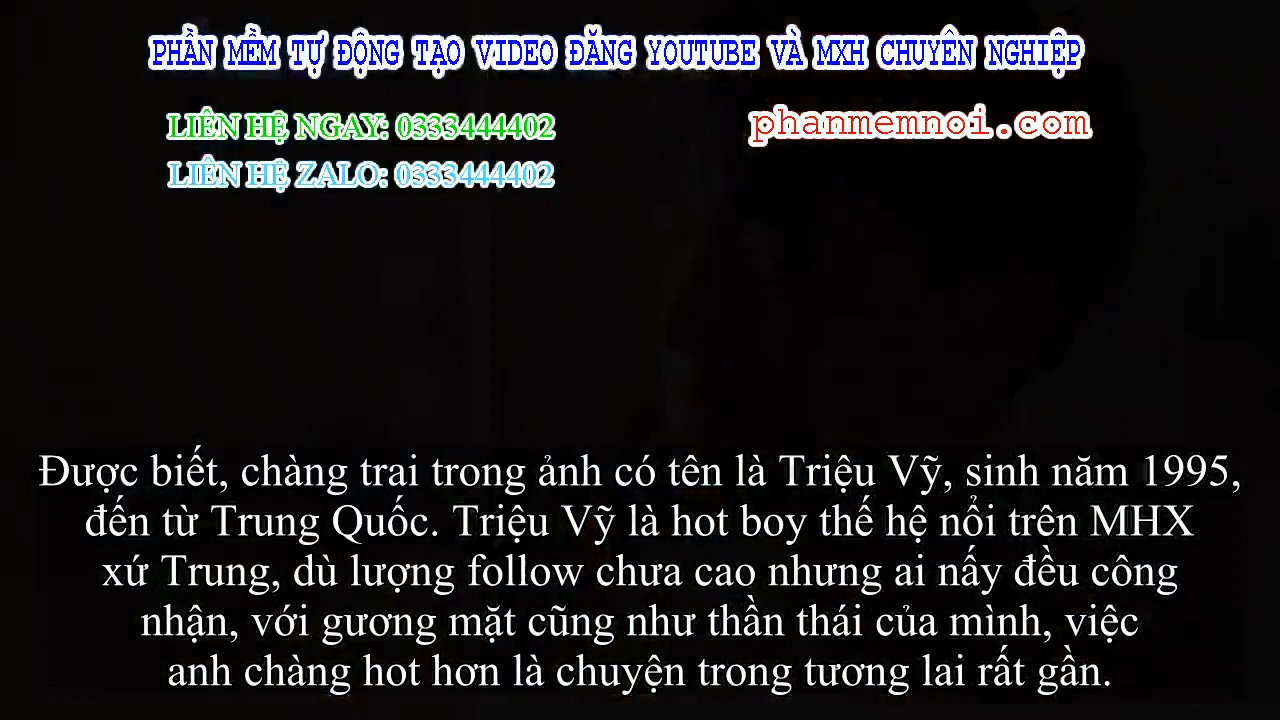 PHẦN MỀM TỰ ĐỘNG TẠO VIDEO ĐĂNG YOUTUBE VÀ MXH CHUYÊN NGHIỆP
LIÊN HỆ NGAY: 0333444402
phanmemnoi.com
LIÊN HỆ ZALO: 0333444402
Được biết, chàng trai trong ảnh có tên là Triệu Vỹ, sinh năm 1995,
đến từ Trung Quốc. Triệu Vỹ là hot boy thế hệ nổi trên MHX
xứ Trung, dù lượng follow chưa cao nhưng ai nấy đều công
nhận, với gương mặt cũng như thần thái của mình, việc
anh chàng hot hơn là chuyện trong tương lai rất gần.